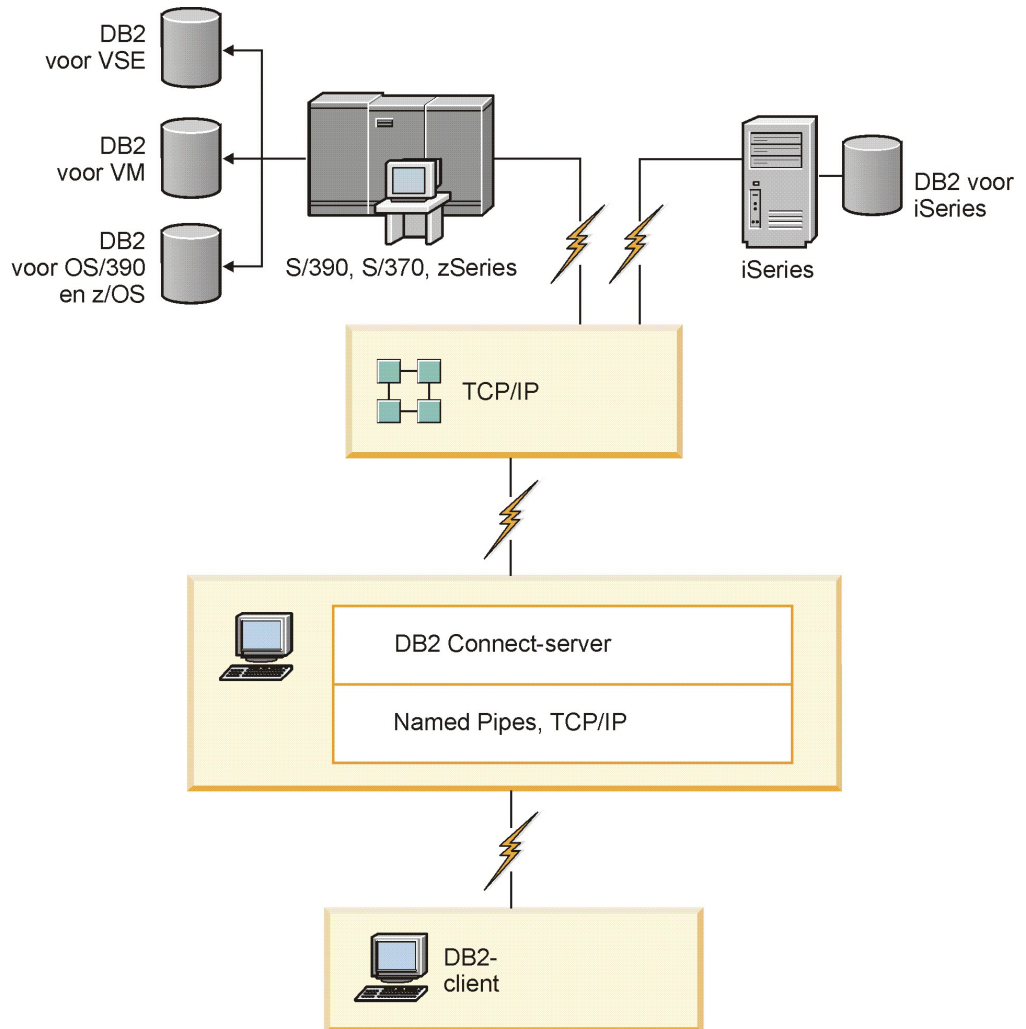 DB2
voor VSE
DB2
voor VM
DB2
voor OS/390
en z/OS
S/390, S/370, zSeries
iSeries
DB2 voor
iSeries
TCP/IP
DB2 Connect-server
Named Pipes, TCP/IP
DB2-
client